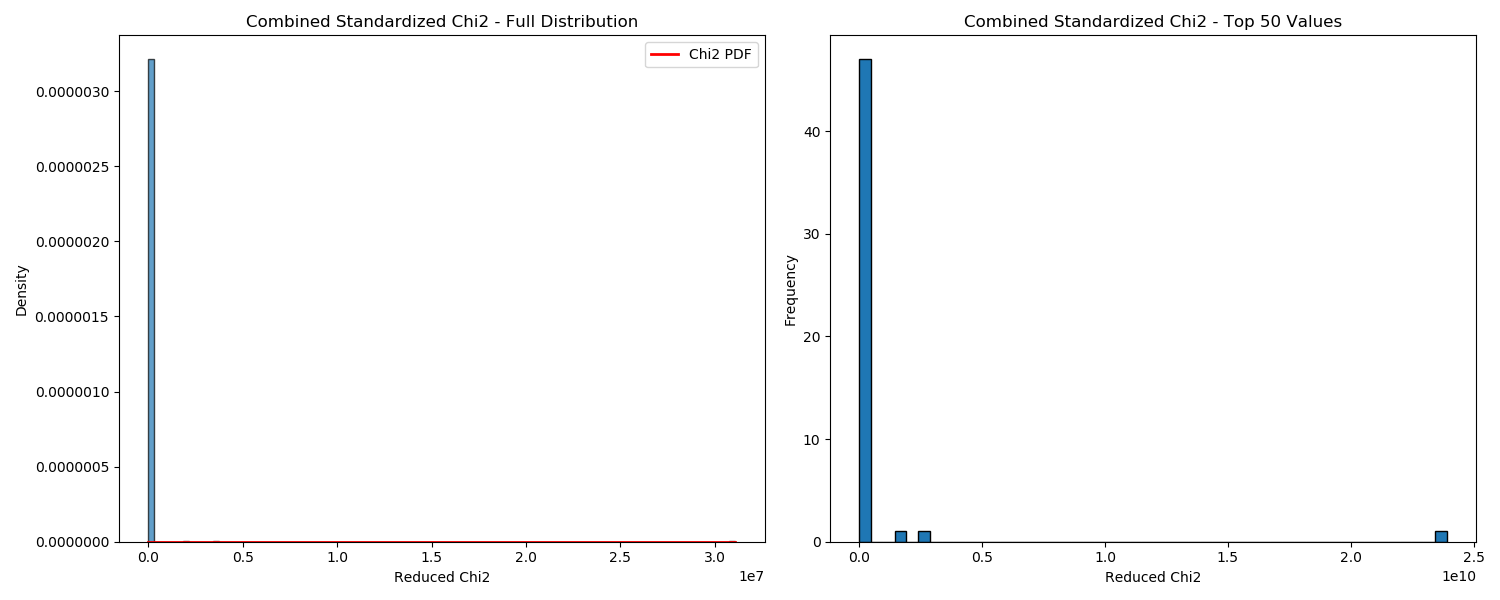 Combined Standardized Chi2 - Full Distribution
Chi2 PDF
Density
0.0000030
0.0000025
0.0000020
0.0000015
0.0000010
0.0000005
0.0000000
0.0 0.5 1.0 1.5 2.0 2.5 3.0
1e7
Reduced Chi2
Combined Standardized Chi2 - Top 50 Values
Frequency
40
30
20
10
0
0.0 0.5 1.0 1.5 2.0 2.5
1e10
Reduced Chi2